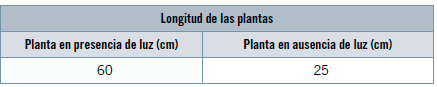 Longitud de las plantas
Planta en presencia de luz (cm) Planta en ausencia de luz (cm)
60 25